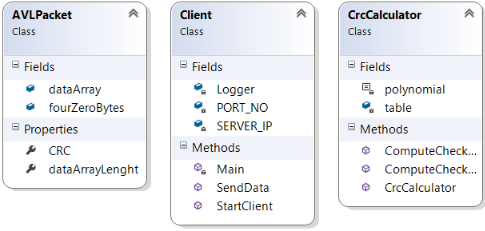 AVLPacket
Class
Fields
dataArray
fourZeroBytes
Properties
CRC
dataArrayLenght
Client
Class
Fields
Logger
PORT_NO
SERVER_IP
Methods
Main
SendData
StartClient
CrcCalculator
Class
Fields
polynomial
table
Methods
ComputeCheck...
ComputeCheck...
CrcCalculator